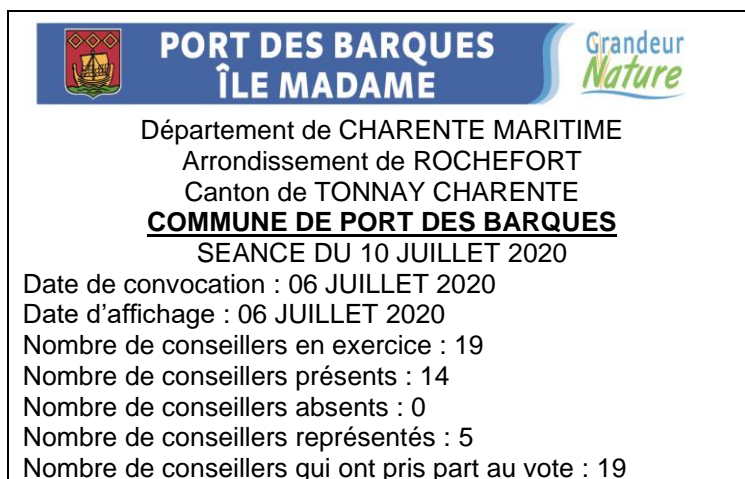 PORT DES BARQUES
ÎLE MADAME
Grandeur
Nature
Département de CHARENTE MARITIME
Arrondissement de ROCHEFORT
Canton de TONNAY CHARENTE
COMMUNE DE PORT DES BARQUES
SEANCE DU 10 JUILLET 2020
Date de convocation : 06 JUILLET 2020
Date d’affichage : 06 JUILLET 2020
Nombre de conseillers en exercice : 19
Nombre de conseillers présents : 14
Nombre de conseillers absents : 0
Nombre de conseillers représentés : 5
Nombre de conseillers qui ont pris part au vote : 19